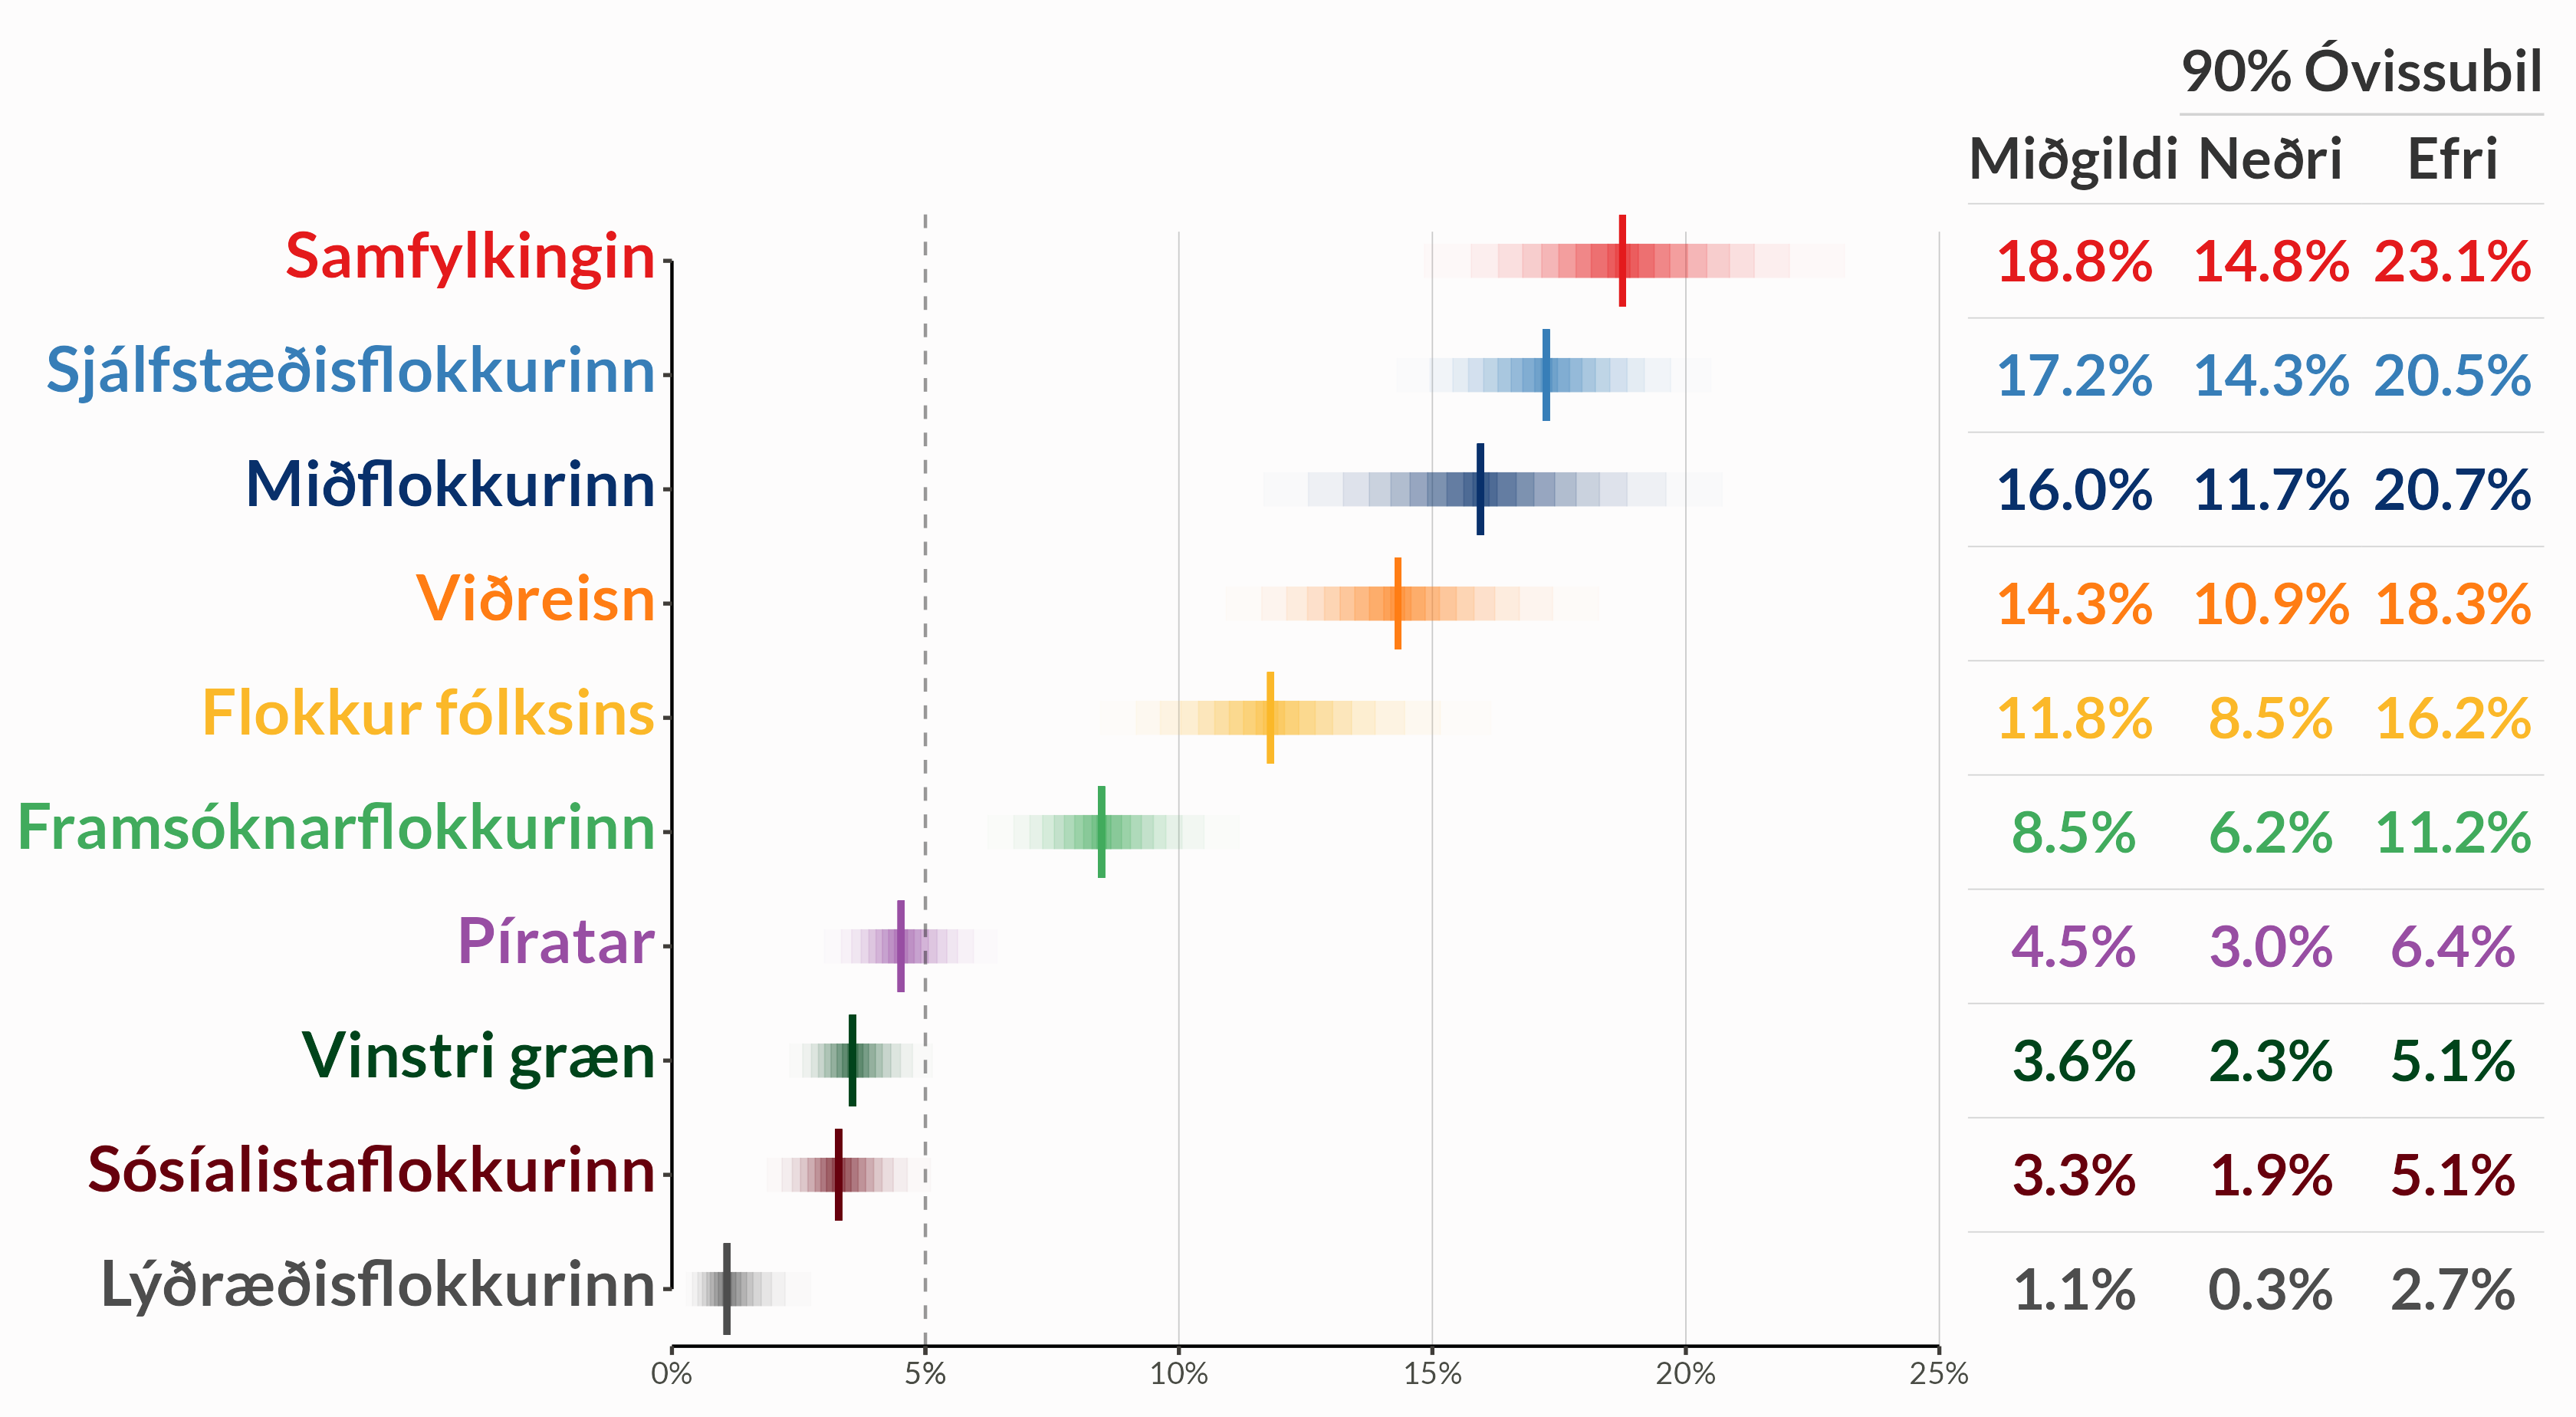 90% Óvissubil
Miðgildi Neðri Efri
Samfylkingin 18.8% 14.8% 23.1%
Sjálfstæðisflokkurinn 17.2% 14.3% 20.5%
Miðflokkurinn 16.0% 11.7% 20.7%
Viðreisn 14.3% 10.9% 18.3%
Flokkur fólksins 11.8% 8.5% 16.2%
Framsóknarflokkurinn 8.5% 6.2% 11.2%
Píratar 4.5% 3.0% 6.4%
Vinstri græn 3.6% 2.3% 5.1%
Sósíalistaflokkurinn 3.3% 1.9% 5.1%
Lýðræðisflokkurinn 1.1% 0.3% 2.7%
0% 5% 10% 15% 20% 25%